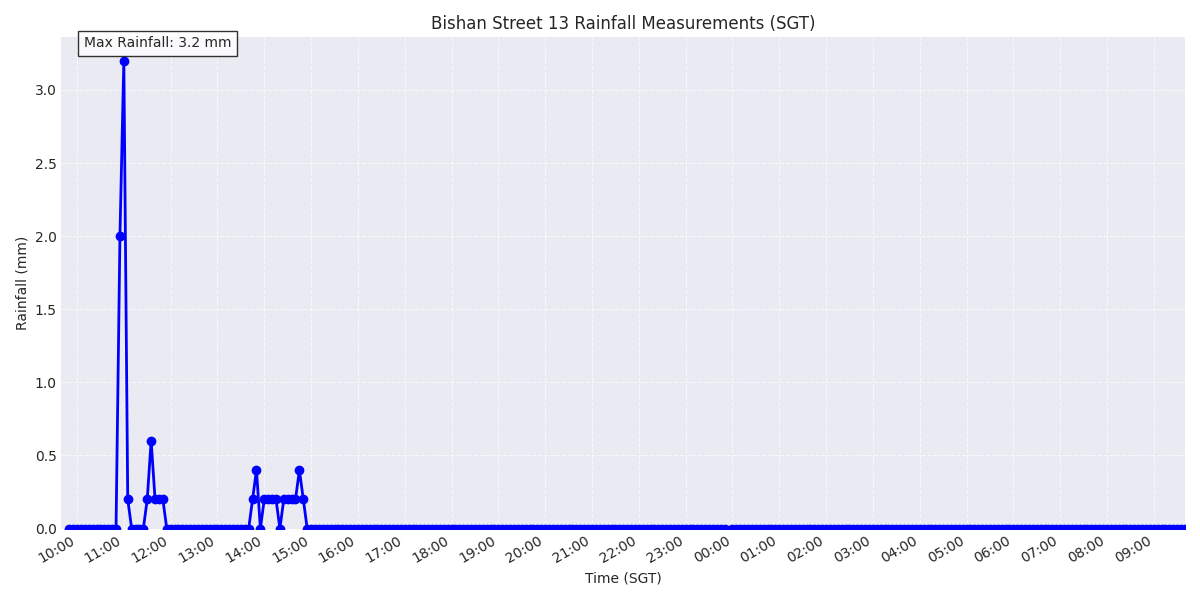 Bishan Street 13 Rainfall Measurements (SGT)
Max Rainfall: 3.2 mm
3.0
2.5
2.0
1.5
1.0
0.5
0.0
Rainfall (mm)
10:00 11:00 12:00 13:00 14:00 15:00 16:00 17:00 18:00 19:00 20:00 21:00 22:00 23:00 00:00 01:00 02:00 03:00 04:00 05:00 06:00 07:00 08:00 09:00
Time (SGT)